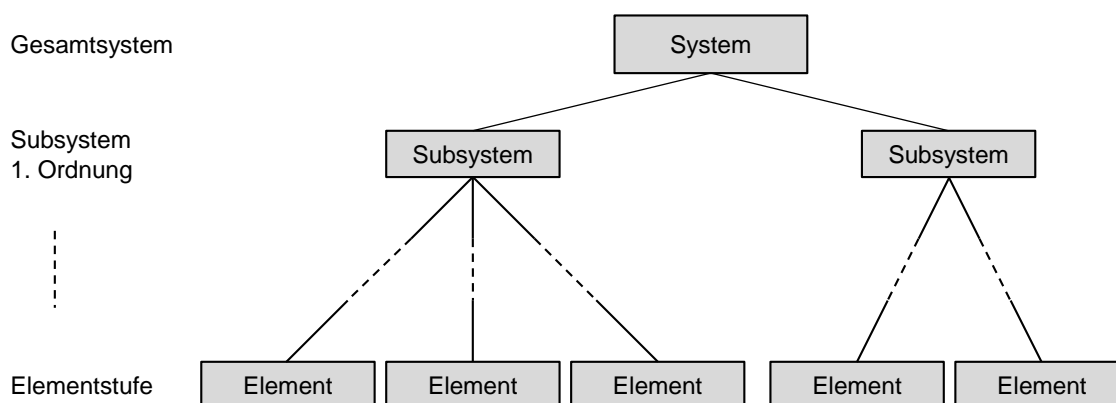 Gesamtsystem
System
Subsystem
1. Ordnung
Subsystem
Subsystem
Elementstufe
Element
Element
Element
Element
Element